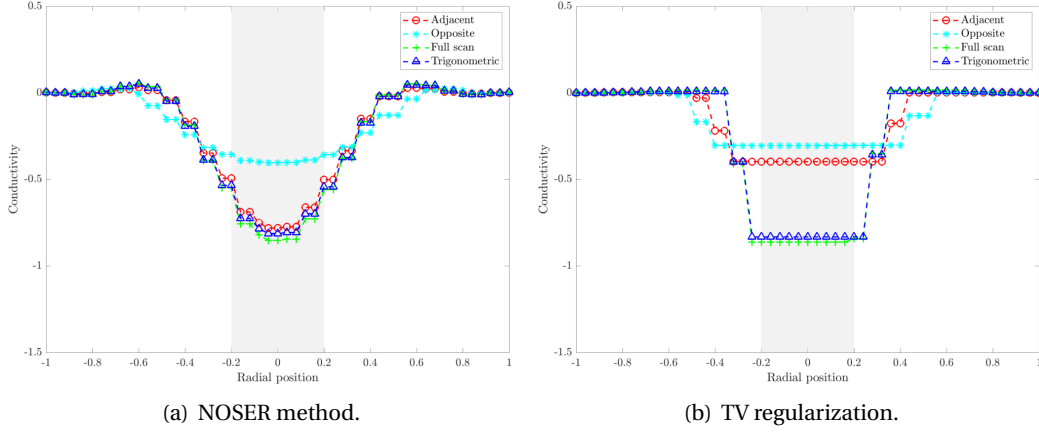 0.5
0
-0.5
-1
-1.5
Conductivity
-1 -0.8 -0.6 -0.4 -0.2 0 0.2 0.4 0.6 0.8 1
Radial position
Adjacent
Opposite
Full scan
Trigonometric
(a) NOSER method.
0.5
0
-0.5
-1
-1.5
Conductivity
-1 -0.8 -0.6 -0.4 -0.2 0 0.2 0.4 0.6 0.8 1
Radial position
Adjacent
Opposite
Full scan
Trigonometric
(b) TV regularization.